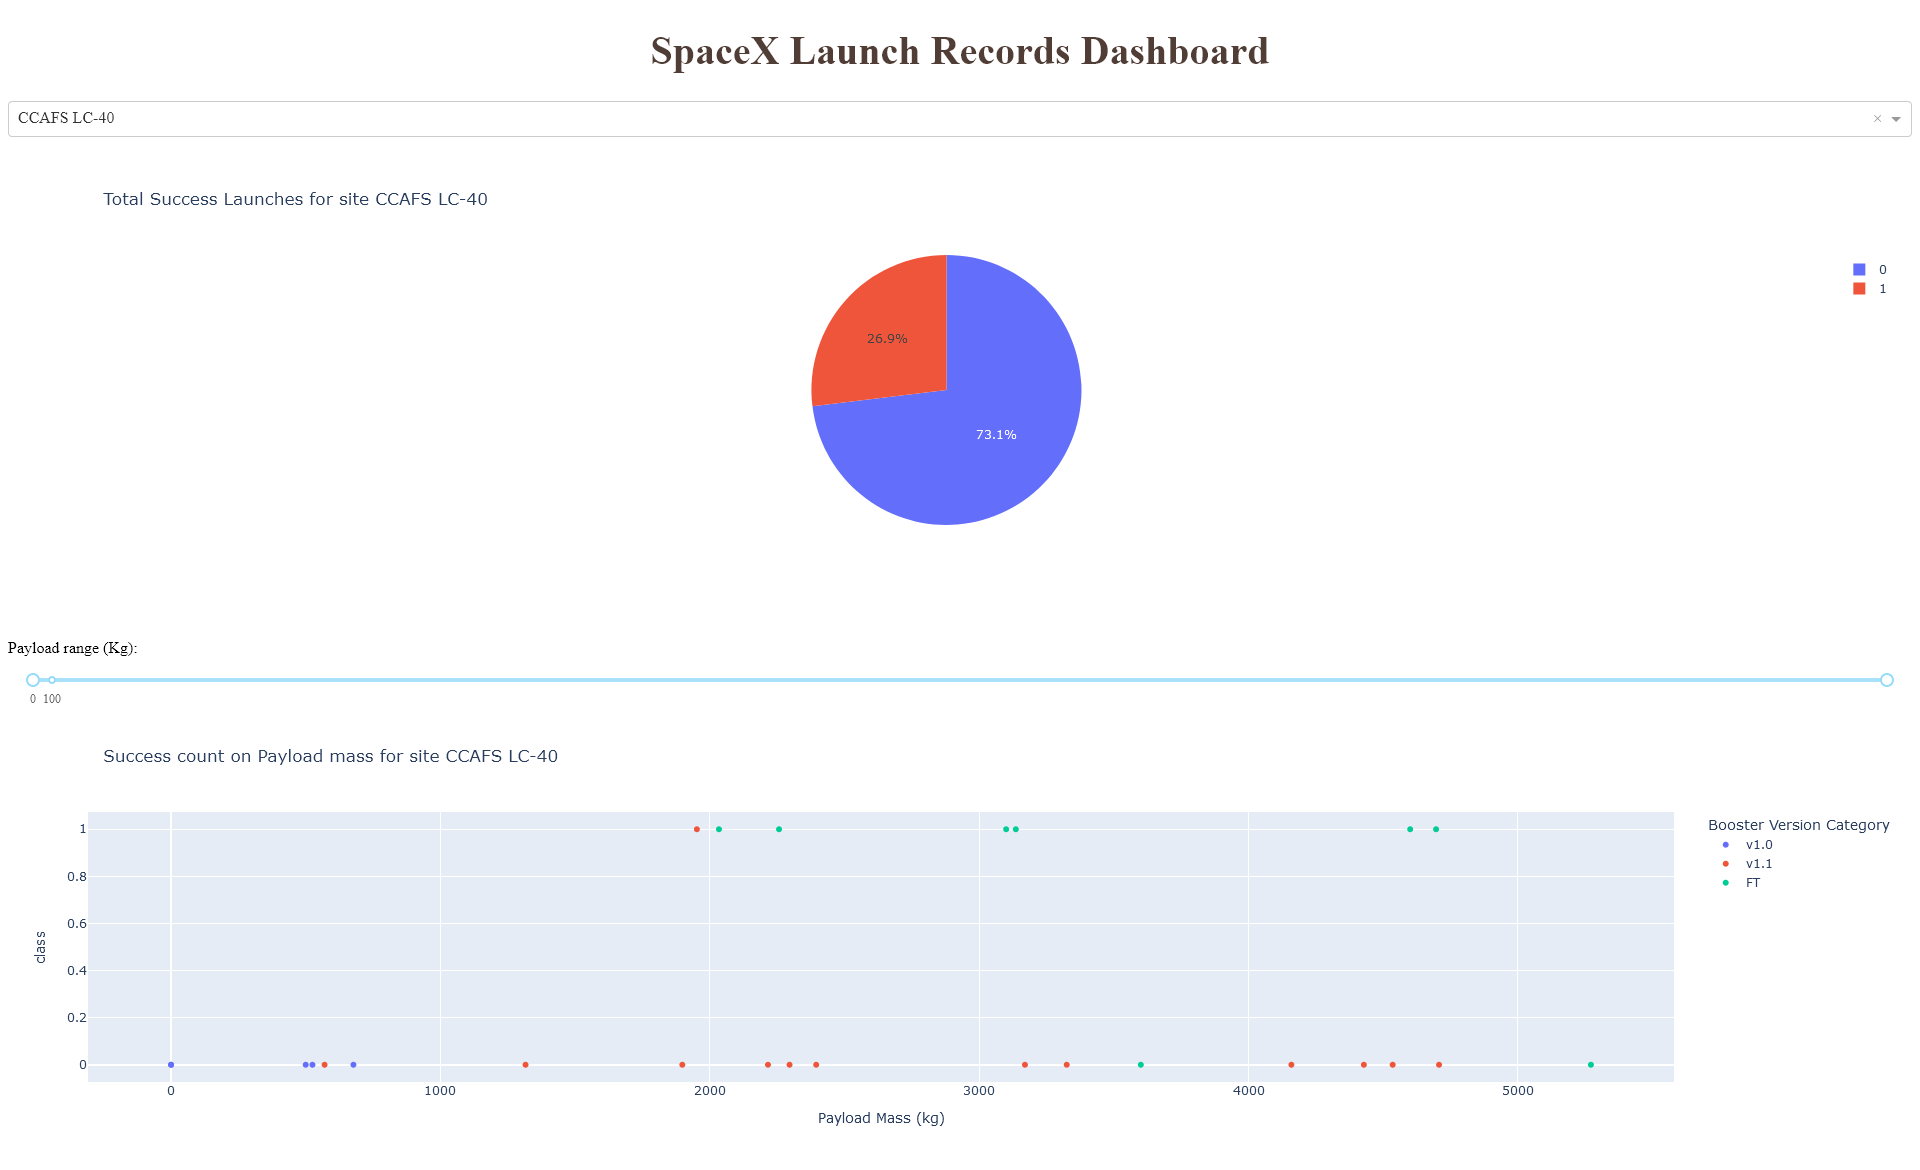 SpaceX Launch Records Dashboard
CCAFS LC-40
×
Total Success Launches for site CCAFS LC-40
0
1
26.9%
73.1%
Payload range (Kg):
0 100
Success count on Payload mass for site CCAFS LC-40
Booster Version Category
v1.0
v1.1
FT
class
1
0.8
0.6
0.4
0.2
0
0 1000 2000 3000 4000 5000
Payload Mass (kg)